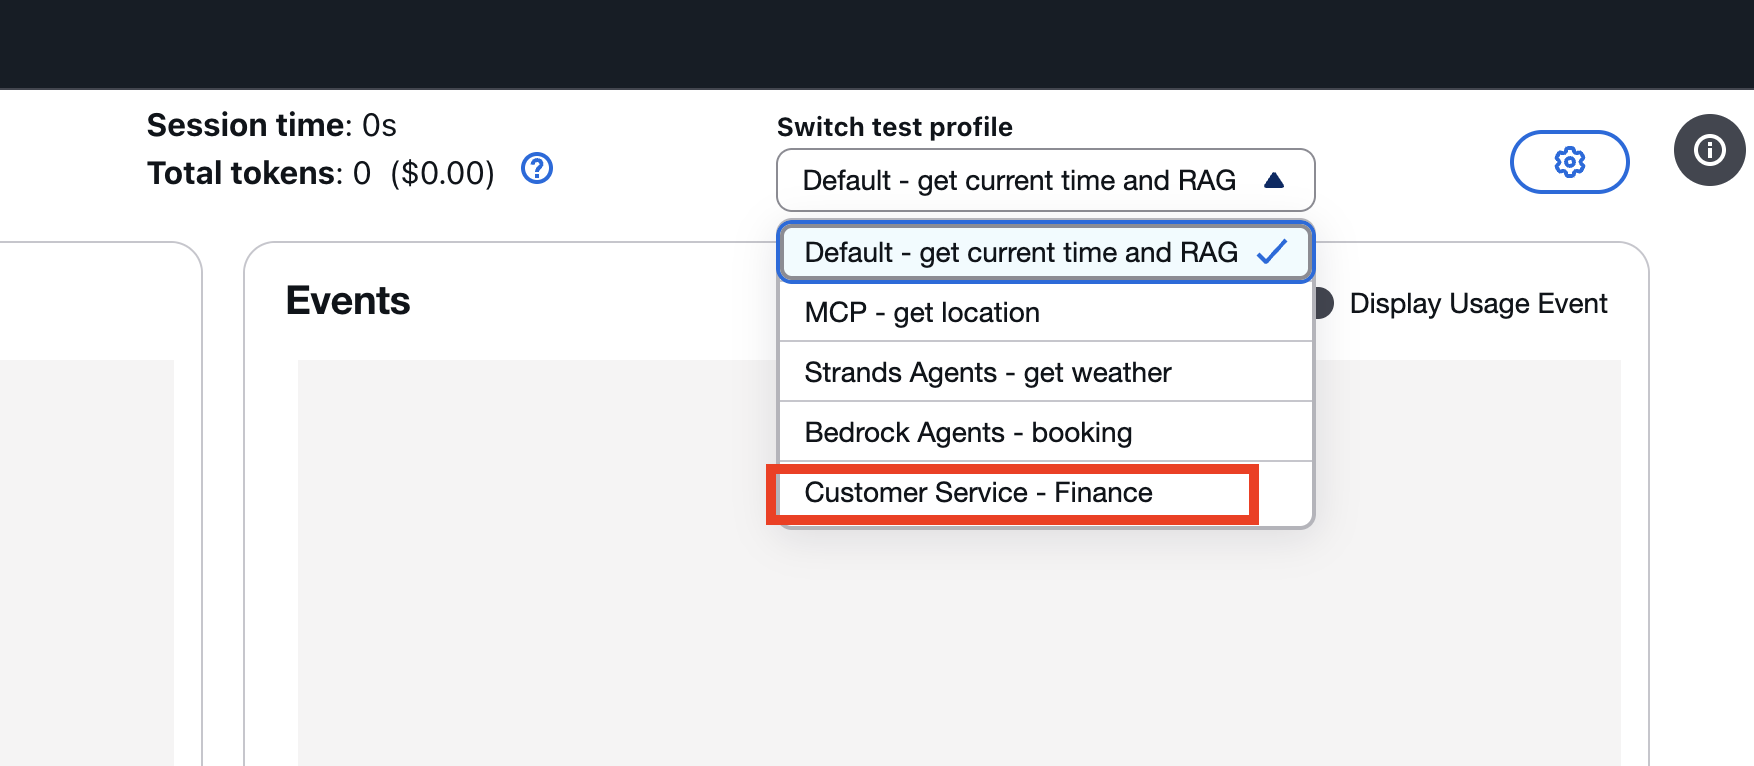 Session time: 0s
Total tokens: 0 ($0.00)
Switch test profile
Default - get current time and RAG
Default - get current time and RAG
MCP - get location
Strands Agents - get weather
Bedrock Agents - booking
Customer Service - Finance
Events
Display Usage Event